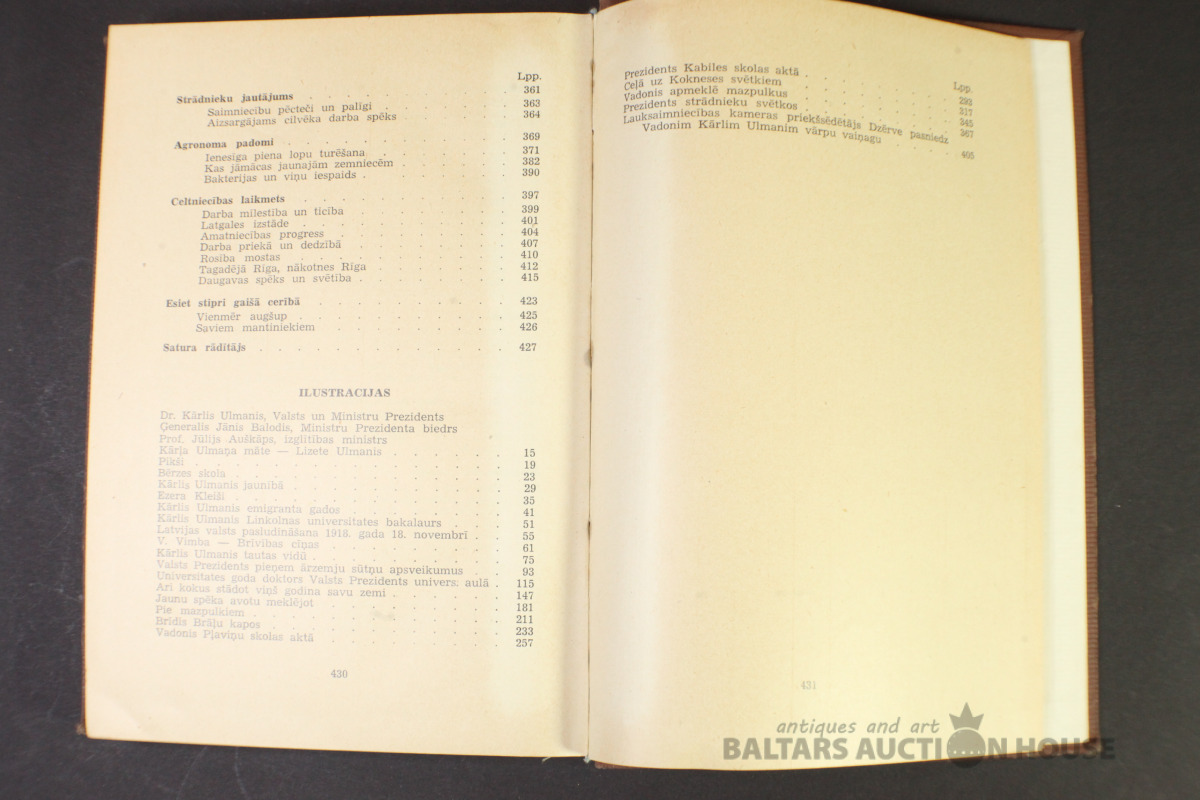 Lpp.
Strādnieku jautājums . . . . . . . . . . . 361
Saimniecību pēcteči un palīgi . . . . . . . 363
Aizsargājams cilvēka darba spēks . . . . . . 364
Agronoma padomi . . . . . . . . . . . 369
Ienesīga piena lopu turēšana . . . . . . . 371
Kas jāmācas jaunajām zemniecēm . . . . . . 382
Bakterijas un viņu iespaids . . . . . . . . 390
Celtniecības laikmets . . . . . . . . . . . 397
Darba mīlestība un ticība . . . . . . . . 399
Latgales izstāde . . . . . . . . . . . 401
Amatniecības progress . . . . . . . . . 404
Darba priekā un dedzībā . . . . . . . . 407
Rosība mostas . . . . . . . . . . . 410
Tagadējā Rīga, nākotnes Rīga . . . . . . . 412
Daugavas spēks un svētība . . . . . . . . 415
Esiet stipri gaišā cerībā . . . . . . . . . . 423
Vienmēr augšup . . . . . . . . . . . 425
Saviem mantiniekiem . . . . . . . . . 426
Satura rādītājs . . . . . . . . . . . . . 427
ILUSTRACIJAS
Dr. Kārlis Ulmanis, Valsts un Ministru Prezidents
Ģeneralis Jānis Balodis, Ministru Prezidenta biedrs
Prof. Jūlijs Auškāps, izglītības ministrs
Kārļa Ulmaņa māte — Lizete Ulmanis . . . . . . 15
Pikši . . . . . . . . . . . . . . . 19
Bērzes skola . . . . . . . . . . . . . 23
Kārlis Ulmanis jaunībā . . . . . . . . . . 29
Ezera Kleiši . . . . . . . . . . . . . 35
Kārlis Ulmanis emigranta gados . . . . . . . . 41
Kārlis Ulmanis Linkolnas universitates bakalaurs . . . 51
Latvijas valsts pasludināšana 1918. gada 18. novembrī . . 55
V. Vimba — Brīvības cīņas . . . . . . . . . 61
Kārlis Ulmanis tautas vidū . . . . . . . . . 75
Valsts Prezidents pieņem ārzemju sūtņu apsveikumus . . 93
Universitates goda doktors Valsts Prezidents univers. aulā . 115
Arī kokus stādot viņš godina savu zemi . . . . . . 147
Jaunu spēka avotu meklējot . . . . . . . . . 181
Pie mazpulkiem . . . . . . . . . . . . 211
Brīdis Brāļu kapos . . . . . . . . . . . 233
Vadonis Pļaviņu skolas aktā . . . . . . . . 257
430
Lpp.
Prezidents Kabiles skolas aktā . . . . . . . 293
Ceļā uz Kokneses svētkiem . . . . . . . . 317
Vadonis apmeklē mazpulkus . . . . . . . . 345
Prezidents strādnieku svētkos . . . . . . . 367
Lauksaimniecības kameras priekšsēdētājs Dzērve pasniedz
Vadonim Kārlim Ulmanim vārpu vaiņagu . . . . 405
431
antiques and art
BALTARS AUCTION HOUSE